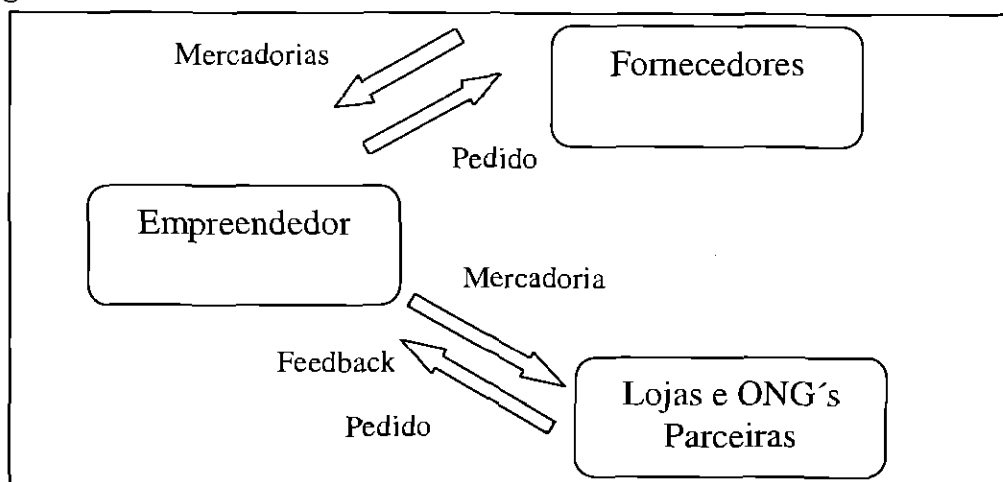 Mercadorias
Fornecedores
Pedido
Empreendedor
Mercadoria
Feedback
Pedido
Lojas e ONG´s
Parceiras